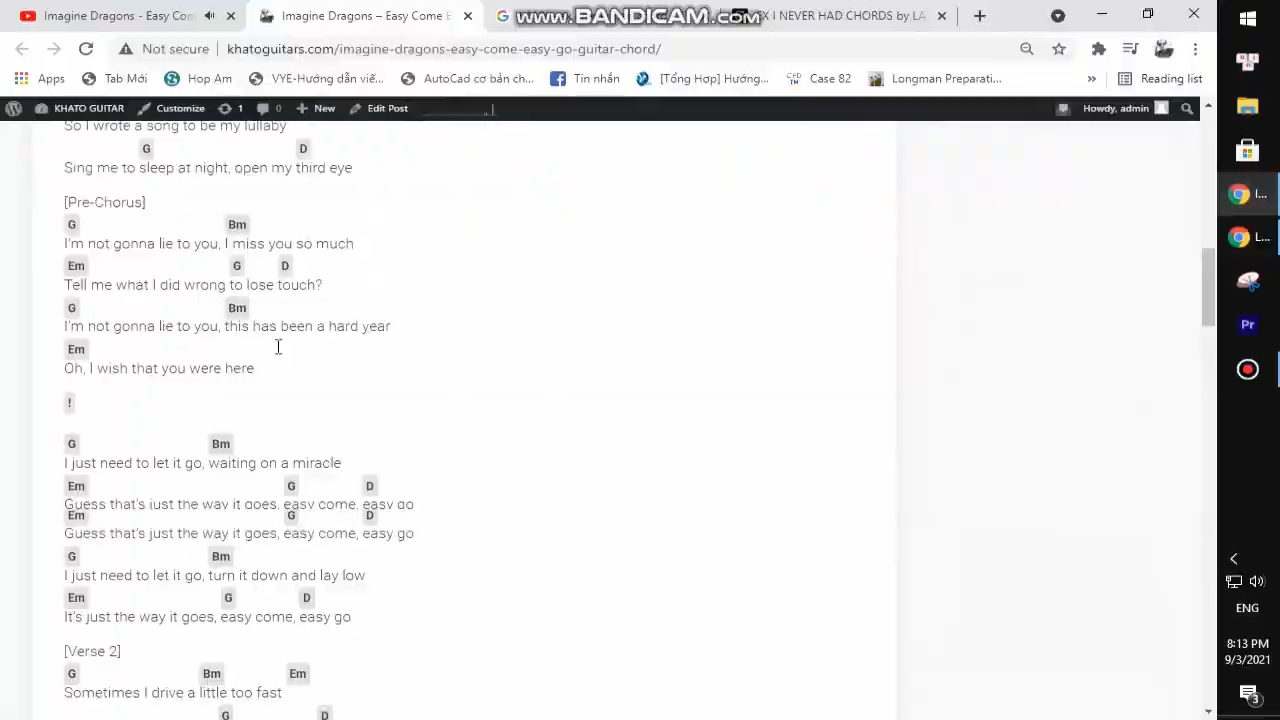 Imagine Dragons - Easy Com
Imagine Dragons – Easy Come E
www.BANDICAM.com
X I NEVER HAD CHORDS by LA
Not secure
khatoguitars.com/imagine-dragons-easy-come-easy-go-guitar-chord/
Apps
Tab Mới
Hop Am
VYE-Hướng dẫn viế...
AutoCad cơ bản ch...
Tin nhắn
[Tổng Hợp] Hướng...
Case 82
Longman Preparati...
»
Reading list
KHATO GUITAR
Customize
1
0
New
Edit Post
Howdy, admin
So I wrote a song to be my lullaby
G D
Sing me to sleep at night, open my third eye
[Pre-Chorus]
G Bm
I'm not gonna lie to you, I miss you so much
Em G D
Tell me what I did wrong to lose touch?
G Bm
I'm not gonna lie to you, this has been a hard year
Em
Oh, I wish that you were here
!
G Bm
I just need to let it go, waiting on a miracle
Em G D
Guess that's just the way it goes, easy come, easy go
Em G D
Guess that's just the way it goes, easy come, easy go
G Bm
I just need to let it go, turn it down and lay low
Em G D
It's just the way it goes, easy come, easy go
[Verse 2]
G Bm Em
Sometimes I drive a little too fast
G D
I...
L...
Pr
ENG
8:13 PM
9/3/2021
3